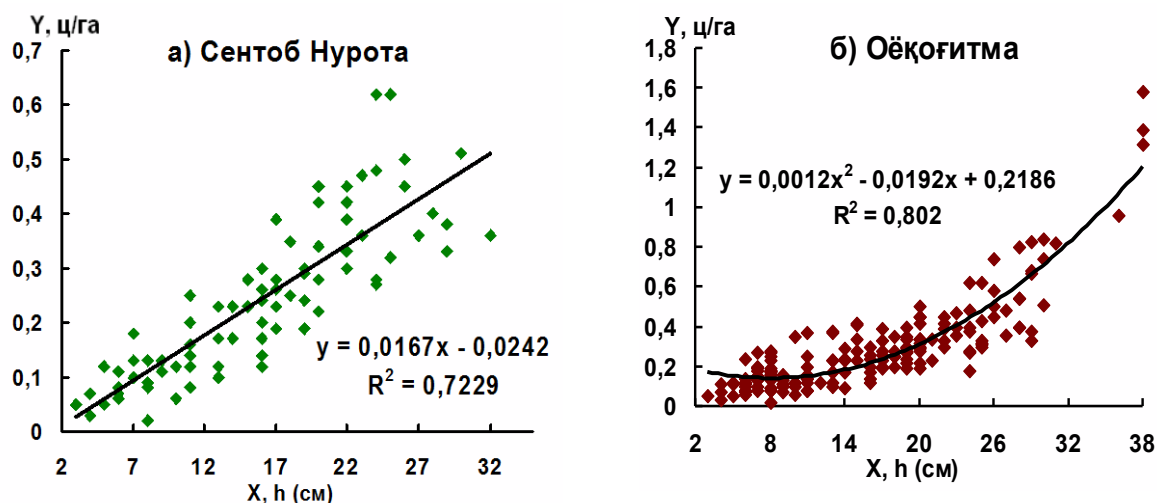 Y, ц/га
а) Сентоб Нурота
0,7
0,6
0,5
0,4
0,3
0,2
0,1
0
y = 0,0167x - 0,0242
R² = 0,7229
2 7 12 13 17 22 27 32
X, h (см)
Y, ц/га
б) Оёқоғитма
1,8
1,6
1,4
1,2
1
0,8
0,6
0,4
0,2
0
y = 0,0012x² - 0,0192x + 0,2186
R² = 0,802
2 8 14 20 26 32 38
X, h (см)